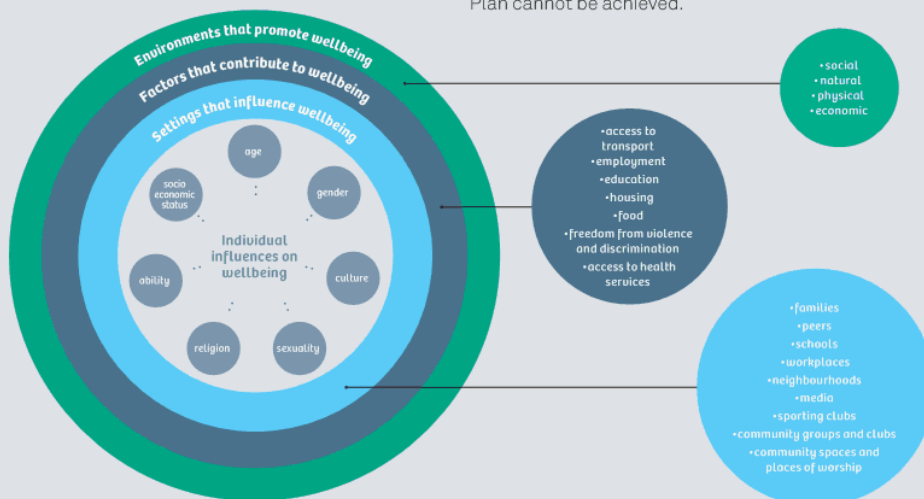 Plan cannot be achieved.
Environments that promote wellbeing
Factors that contribute to wellbeing
Settings that influence wellbeing
age
gender
culture
sexuality
religion
ability
socio
economic
status
Individual
influences on
wellbeing
•social
•natural
•physical
•economic
•access to
transport
•employment
•education
•housing
•food
•freedom from violence
and discrimination
•access to health
services
•families
•peers
•schools
•workplaces
•neighbourhoods
•media
•sporting clubs
•community groups and clubs
•community spaces and
places of worship